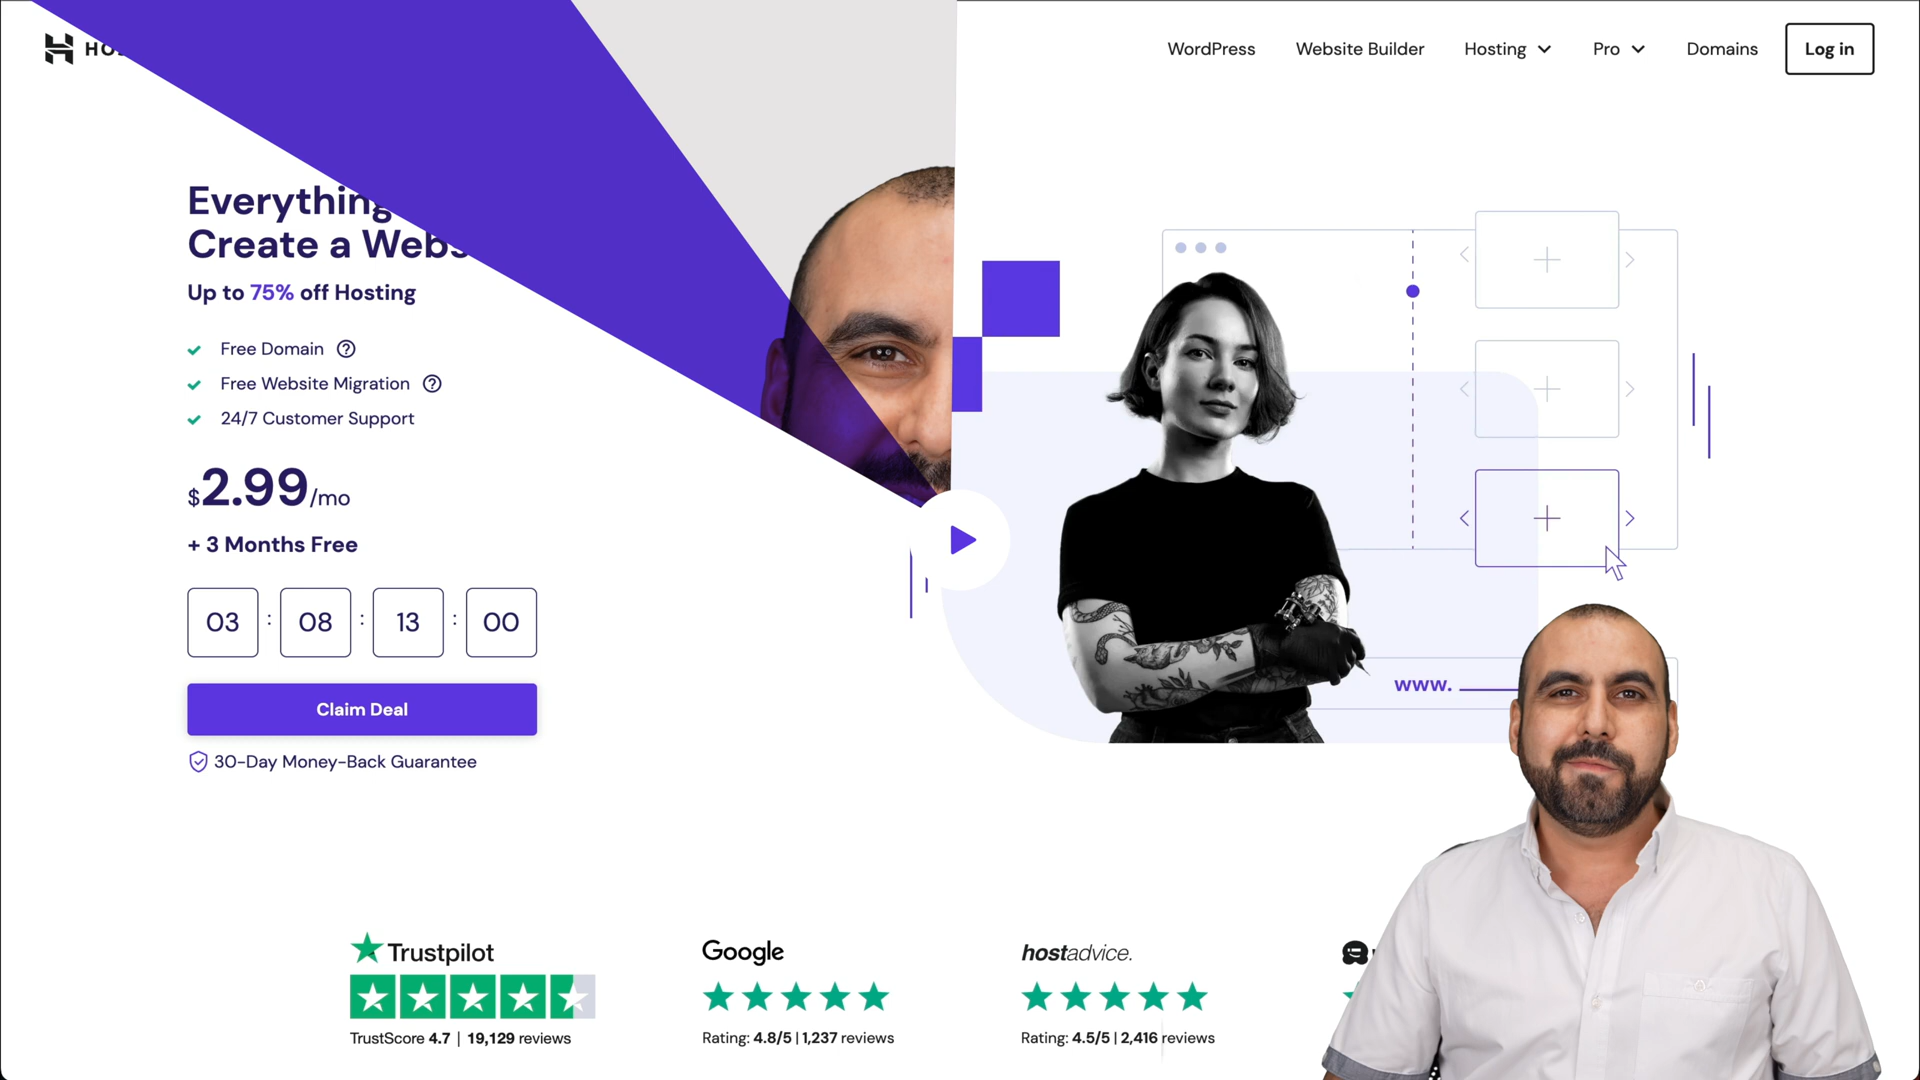 WordPress
Website Builder
Hosting
Pro
Domains
Log in
Everything
Create a Webs
Up to 75% off Hosting
Free Domain ?
Free Website Migration ?
24/7 Customer Support
$2.99/mo
+ 3 Months Free
03 : 08 : 13 : 00
Claim Deal
30-Day Money-Back Guarantee
www.
Trustpilot
TrustScore 4.7 | 19,129 reviews
Google
Rating: 4.8/5 | 1,237 reviews
hostadvice.
Rating: 4.5/5 | 2,416 reviews